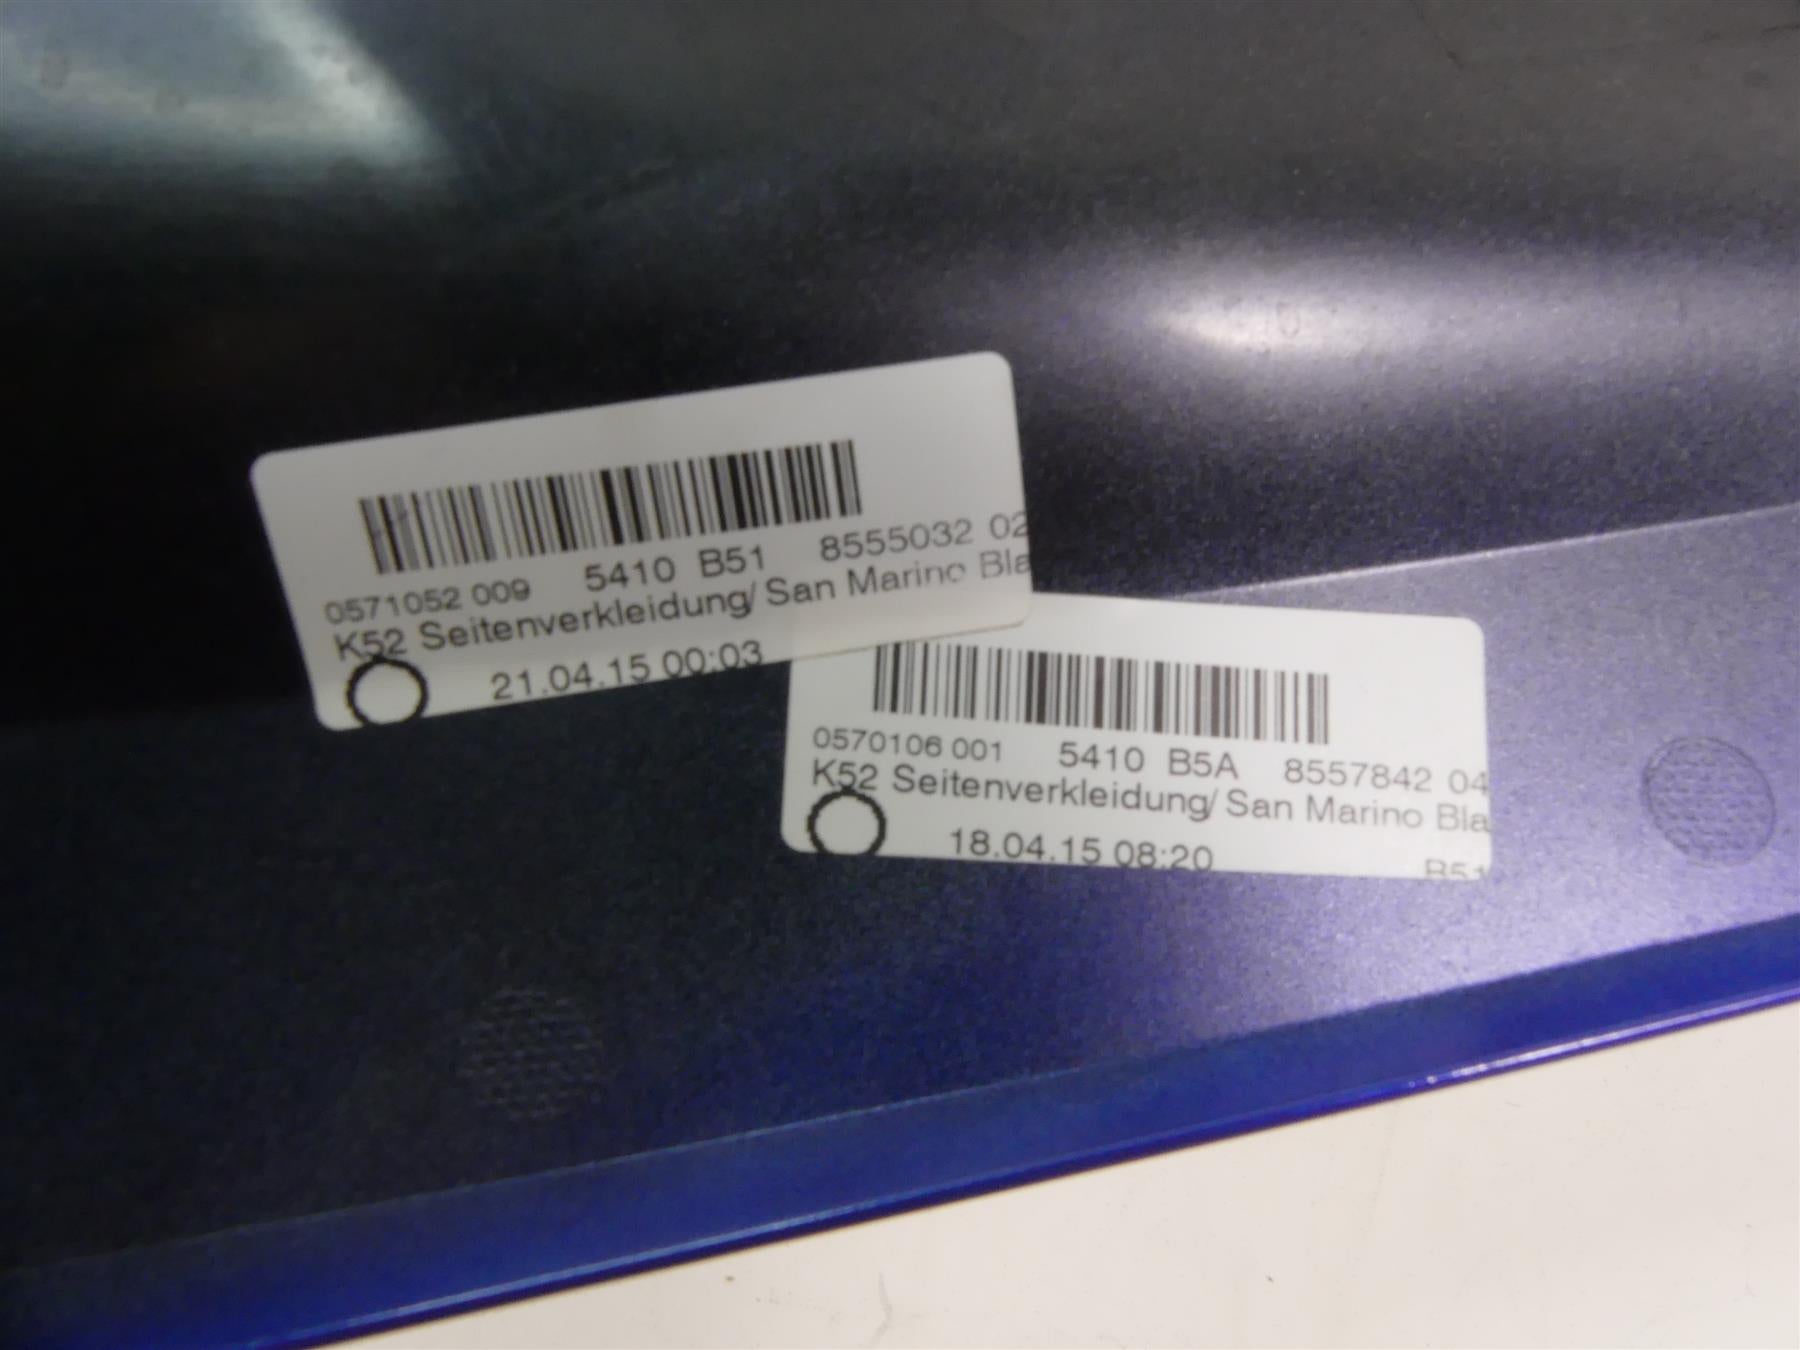 0571052 009 5410 B51 8555032 02
K52 Seitenverkleidung/ San Marino Bla
21.04.15 00:03
0570106 001 5410 B5A 8557842 04
K52 Seitenverkleidung/ San Marino Bla
18.04.15 08:20
B51